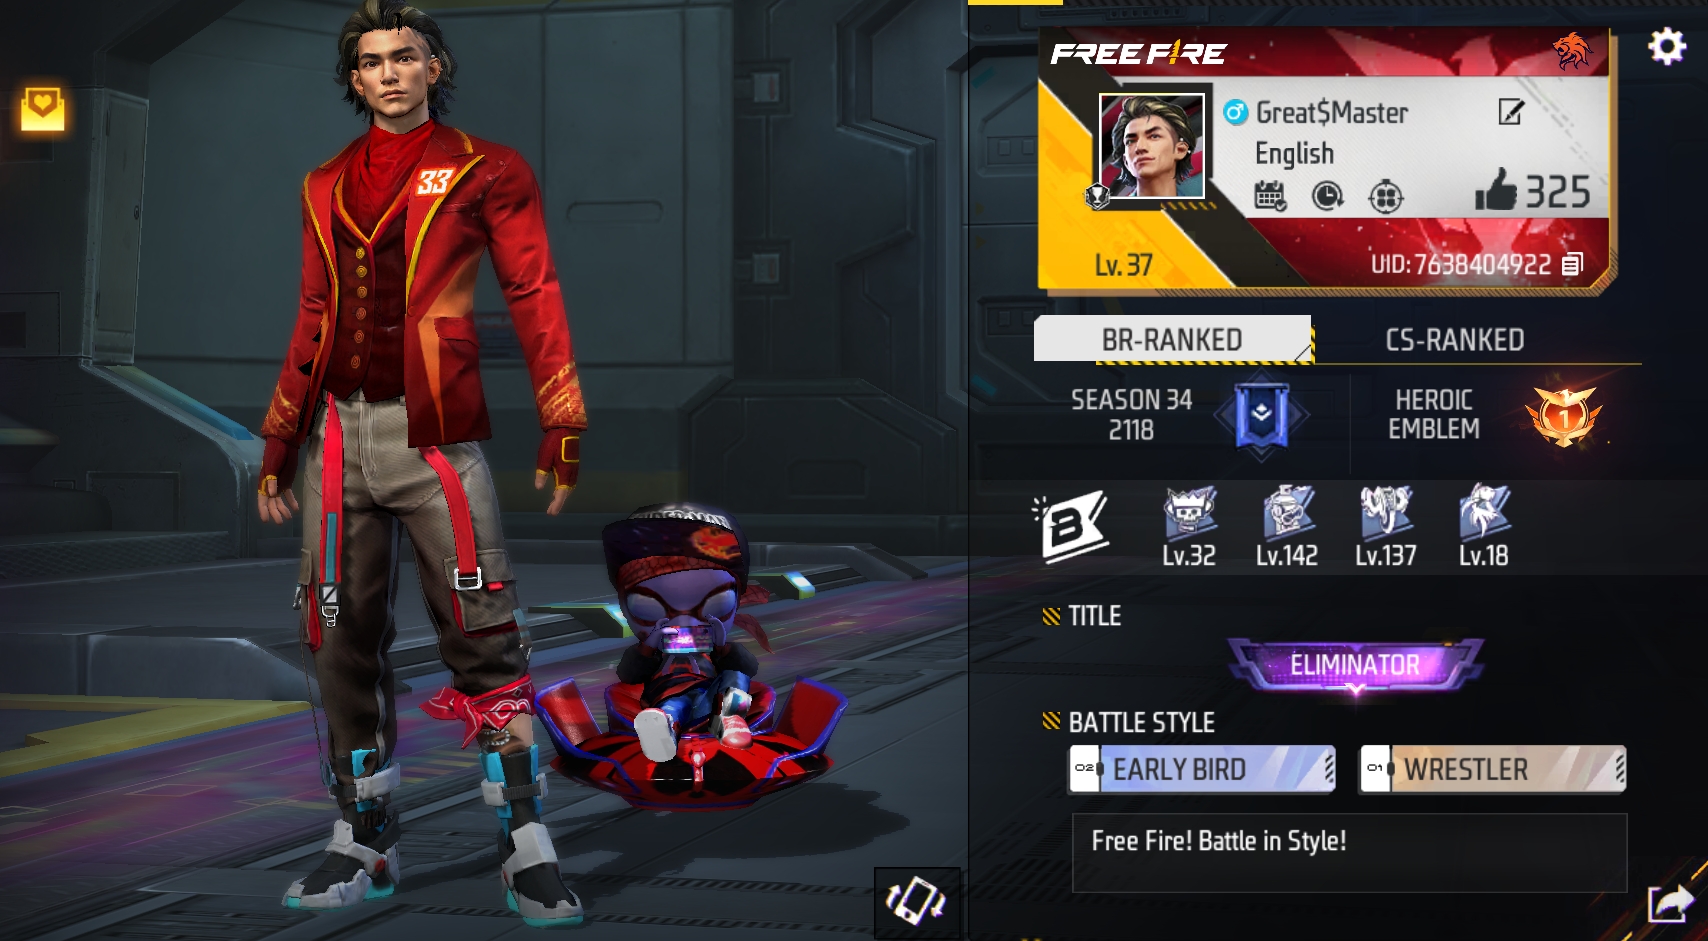 33
FREE FIRE
Great$Master
English
325
Lv. 37
UID: 7638404922
BR-RANKED
CS-RANKED
SEASON 34
2118
HEROIC
EMBLEM
1
B
Lv.32
Lv.142
Lv.137
Lv.18
TITLE
ELIMINATOR
BATTLE STYLE
02 EARLY BIRD
01 WRESTLER
Free Fire! Battle in Style!